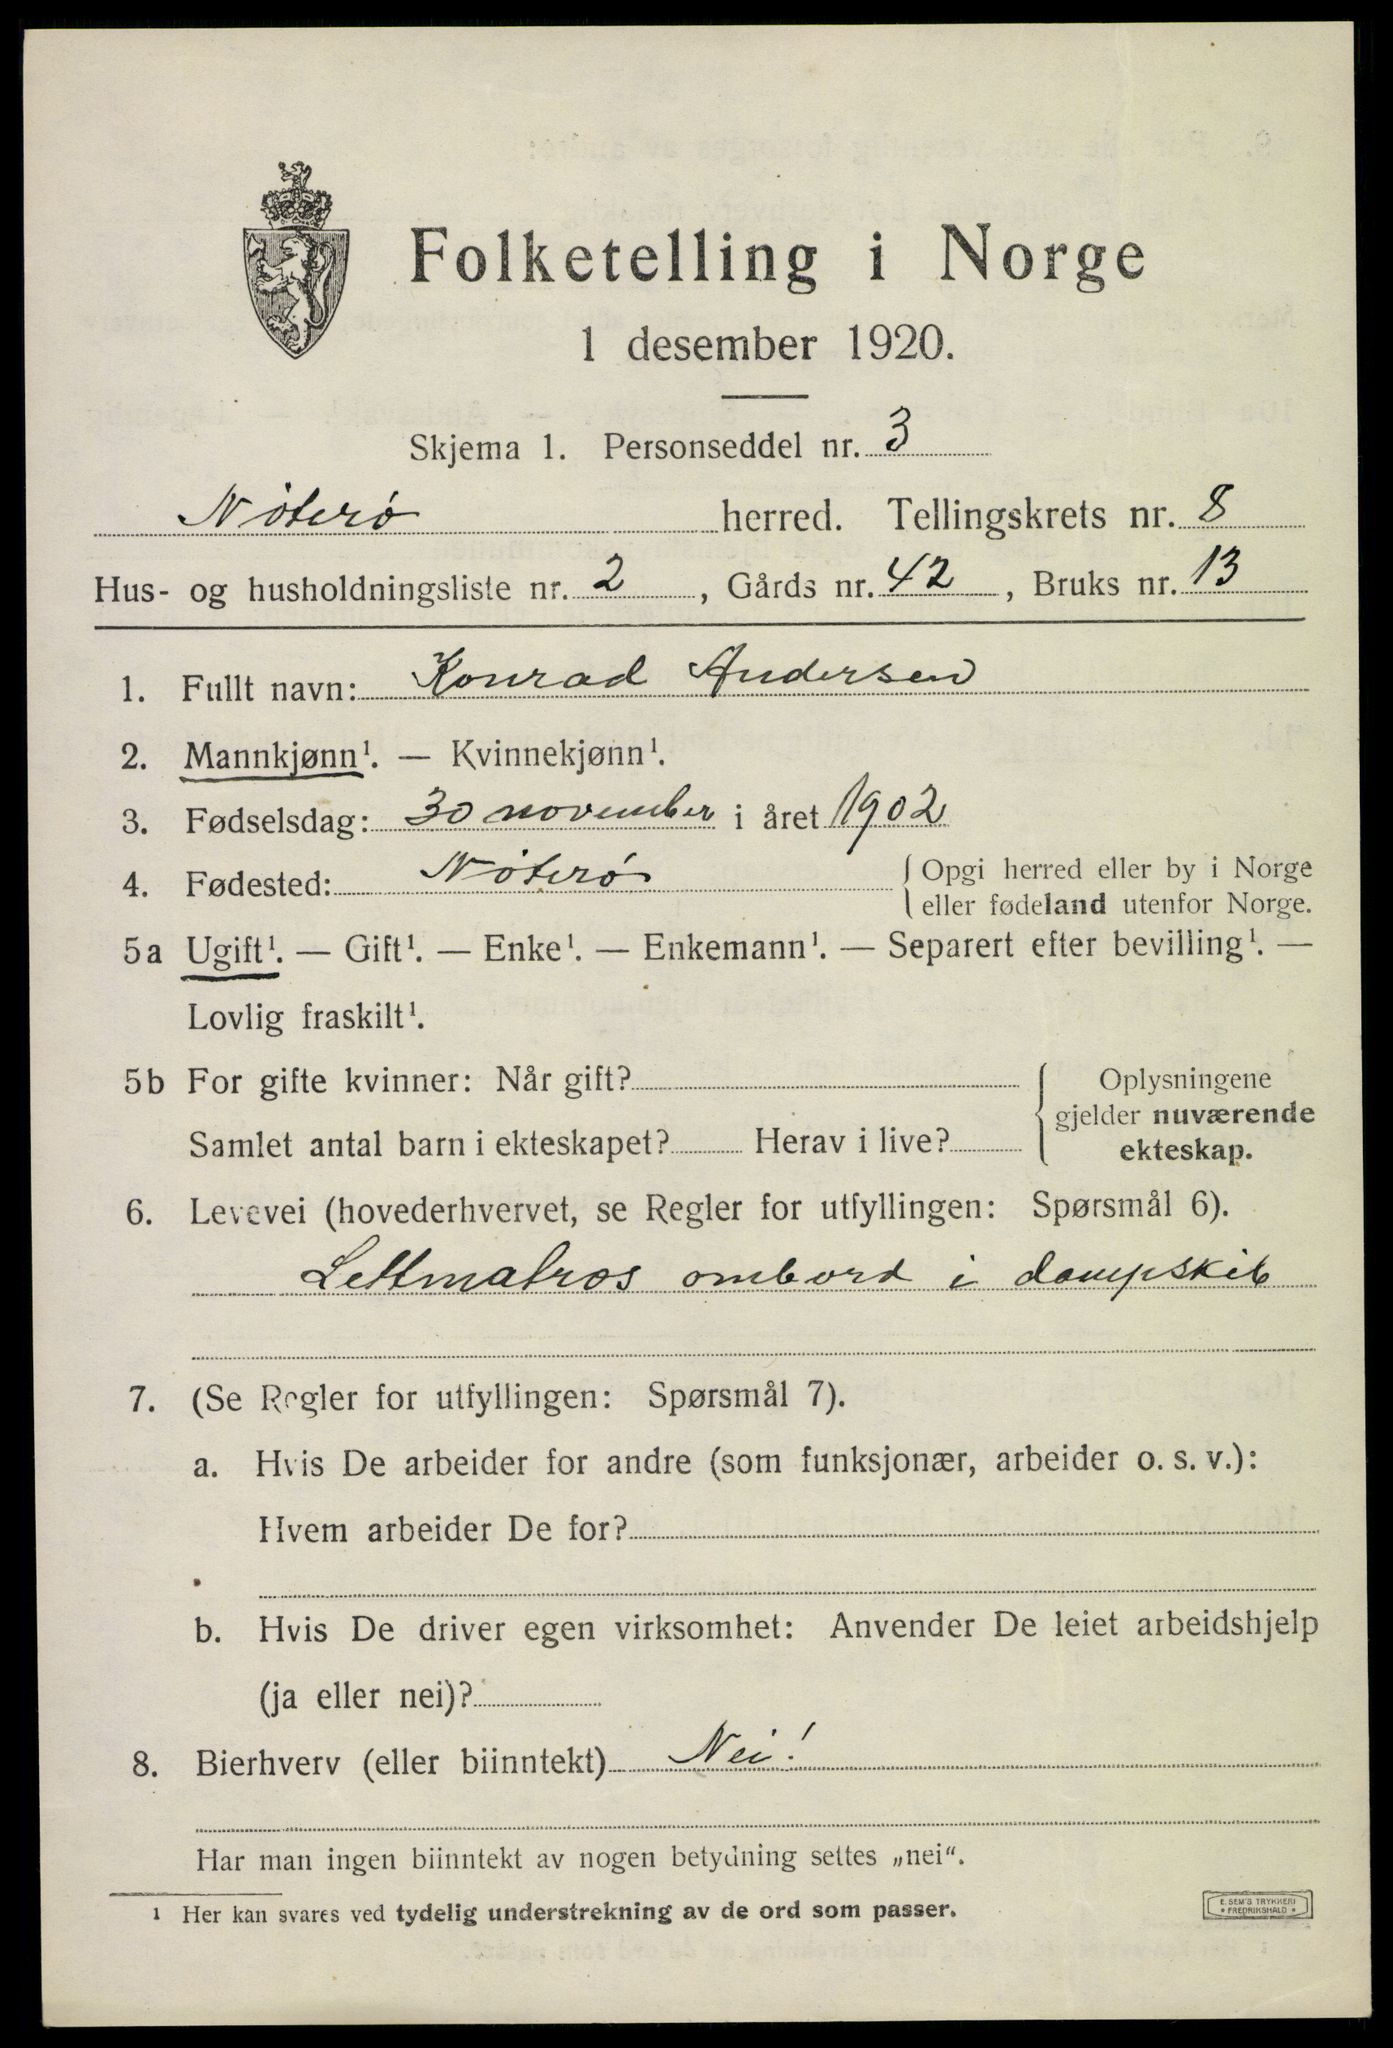 Folketelling i Norge
1 desember 1920.
Skjema 1. Personseddel nr. 3
Nöterö herred. Tellingskrets nr. 8
Hus- og husholdningsliste nr. 2, Gårds nr. 42, Bruks nr. 13
1. Fullt navn: Konrad Andersen
2. Mannkjønn¹. — Kvinnekjønn¹.
3. Fødselsdag: 30 november i året 1902
4. Fødested: Nöterö { Opgi herred eller by i Norge
eller fødeland utenfor Norge.
5a Ugift¹. — Gift¹. — Enke¹. — Enkemann¹. — Separert efter bevilling¹. —
Lovlig fraskilt¹.
5b For gifte kvinner: Når gift?
Samlet antal barn i ekteskapet? Herav i live?
{ Oplysningene
gjelder nuværende
ekteskap.
6. Levevei (hovederhvervet, se Regler for utfyllingen: Spørsmål 6).
Lettmatros ombord i dampskib
7. (Se Regler for utfyllingen: Spørsmål 7).
a. Hvis De arbeider for andre (som funksjonær, arbeider o. s. v.):
Hvem arbeider De for?
b. Hvis De driver egen virksomhet: Anvender De leiet arbeidshjelp
(ja eller nei)?
8. Bierhverv (eller biinntekt) Nei!
Har man ingen biinntekt av nogen betydning settes „nei“.
¹ Her kan svares ved tydelig understrekning av de ord som passer.
E. SEM'S TRYKKERI
* FREDRIKSHALD *